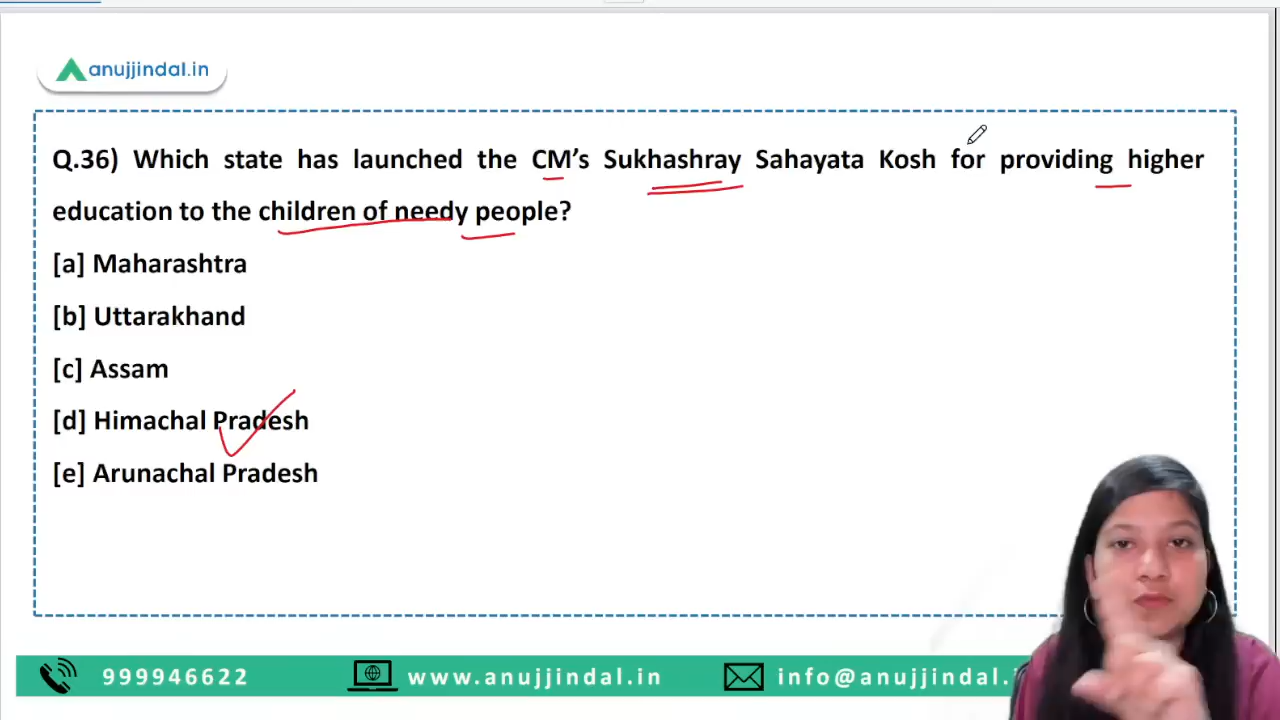 anujjindal.in
Q.36) Which state has launched the CM’s Sukhashray Sahayata Kosh for providing higher
education to the children of needy people?
[a] Maharashtra
[b] Uttarakhand
[c] Assam
[d] Himachal Pradesh
[e] Arunachal Pradesh
999946622
www.anujjindal.in
info@anujjindal.i